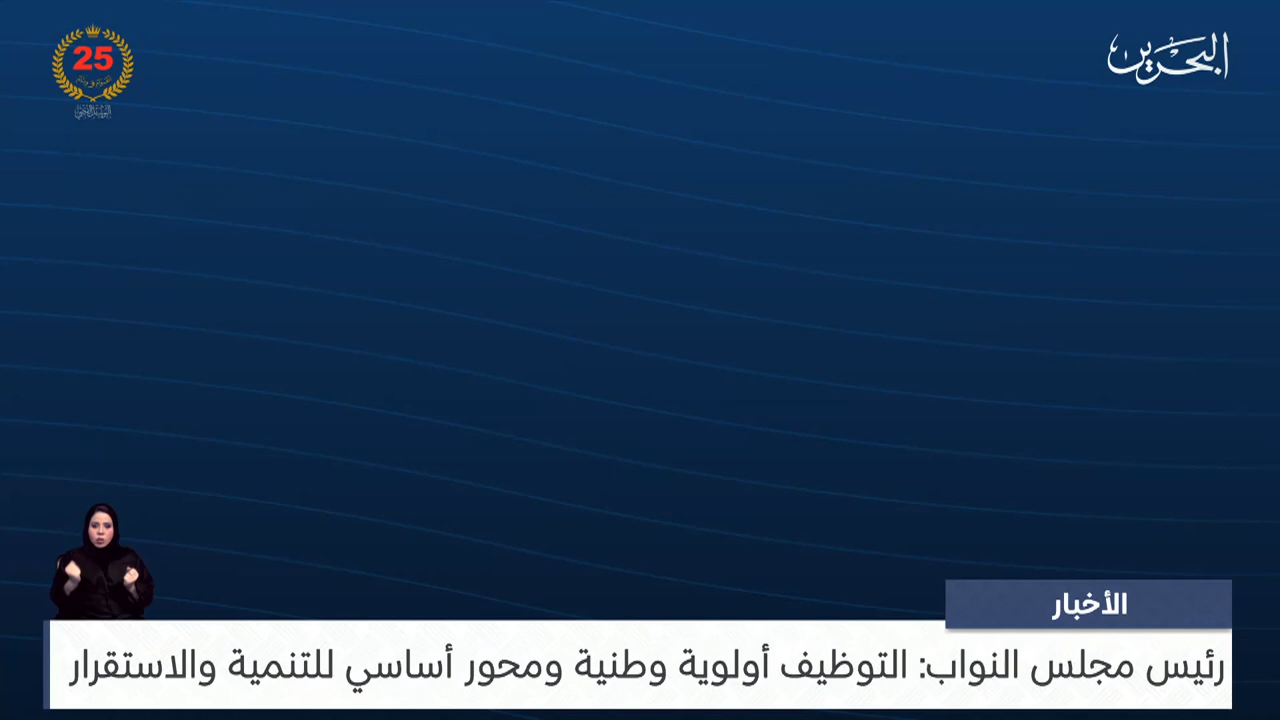 البحرين
25
الأخبار
رئيس مجلس النواب: التوظيف أولوية وطنية ومحور أساسي للتنمية والاستقرار